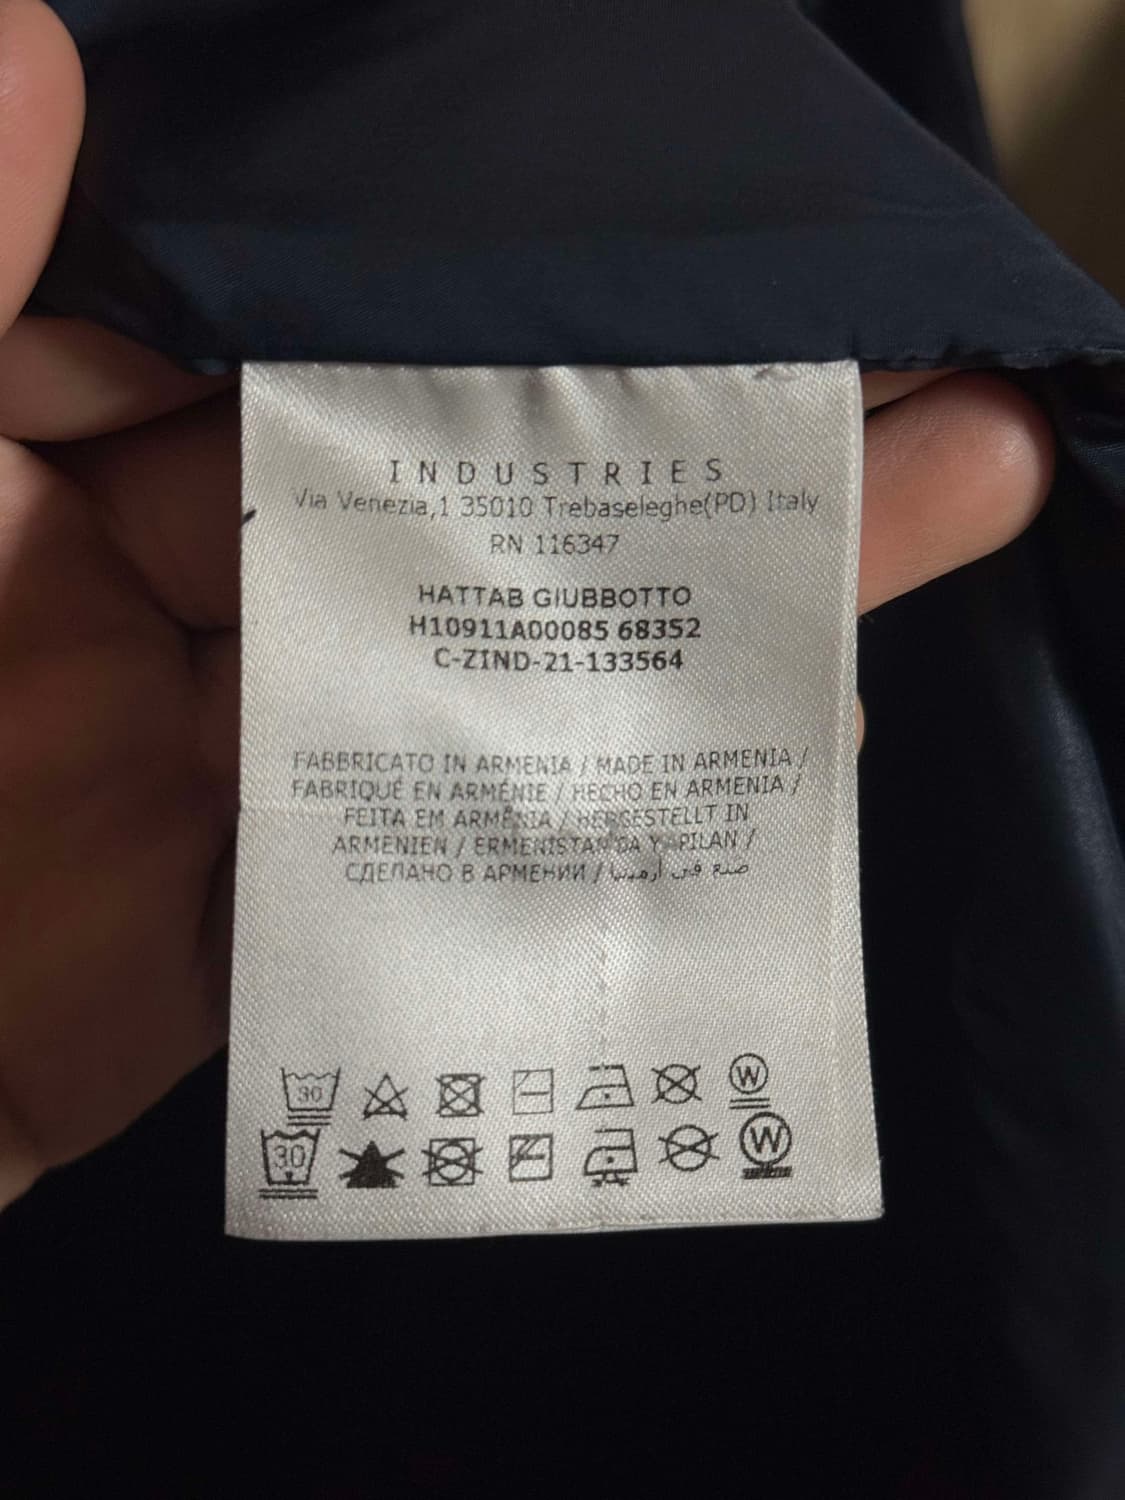 INDUSTRIES
Via Venezia,1 35010 Trebaseleghe(PD) Italy
RN 116347
HATTAB GIUBBOTTO
H10911A00085 68352
C-ZIND-21-133564
FABBRICATO IN ARMENIA / MADE IN ARMENIA /
FABRIQUÉ EN ARMÉNIE / HECHO EN ARMENIA /
FEITA EM ARMÊNIA / HERGESTELLT IN
ARMENIEN / ERMENISTAN'DA YAPILAN /
СДЕЛАНО В АРМЕНИИ / صنع في أرمينيا
30 W
30 W